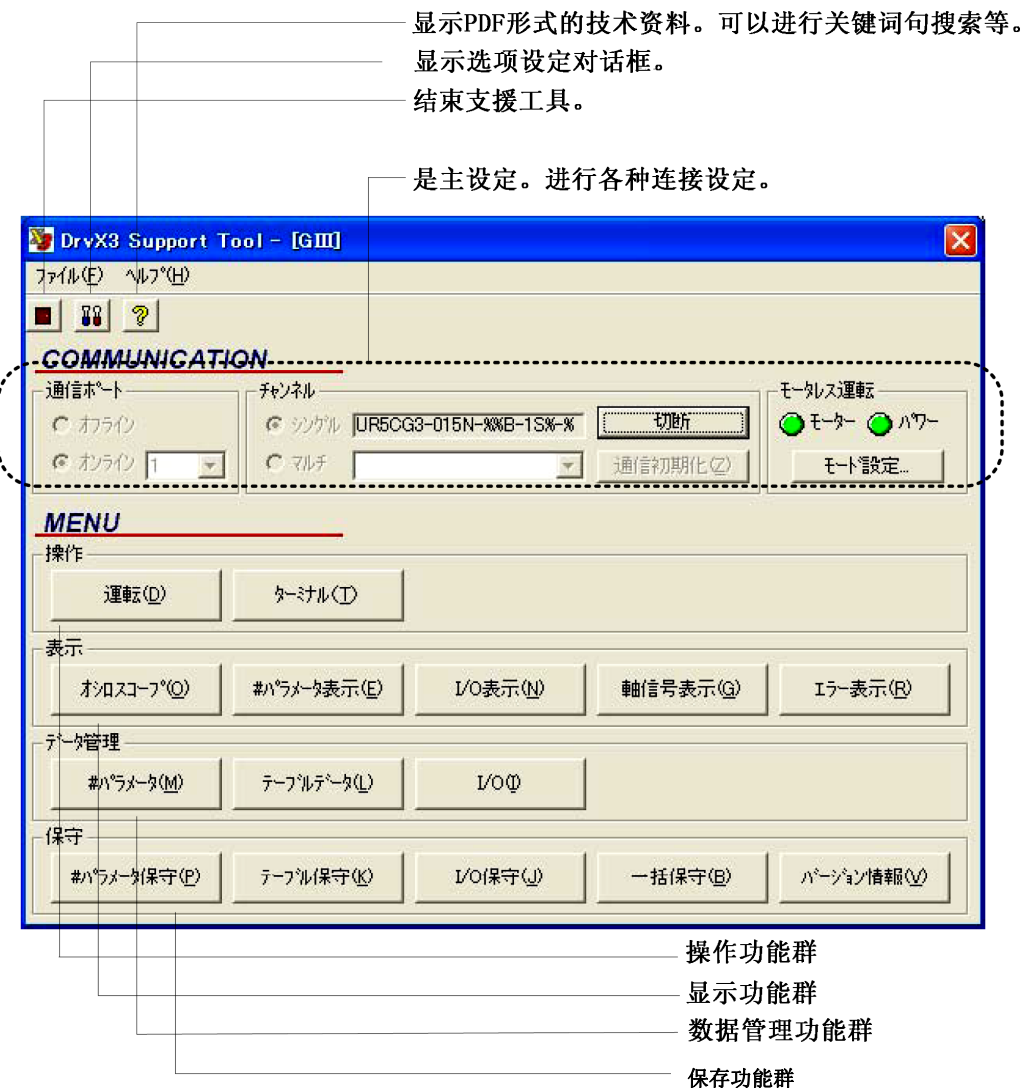 显示PDF形式的技术资料。可以进行关键词句搜索等。
显示选项设定对话框。
结束支援工具。
是主设定。进行各种连接设定。
DrvX3 Support Tool - [GⅢ]
ﾌｧｲﾙ(F) ﾍﾙﾌﾟ(H)
COMMUNICATION
通信ﾎﾟｰﾄ ﾁｬﾝﾈﾙ ﾓｰﾀﾚｽ運転
ｵﾌﾗｲﾝ ｼﾝｸﾞﾙ UR5CG3-015N-%%B-1S%-% 切断 ﾓｰﾀｰ ﾊﾟﾜｰ
ｵﾝﾗｲﾝ 1 ﾏﾙﾁ 通信初期化(Z) ﾓｰﾄﾞ設定...
MENU
操作
運転(D) ﾀｰﾐﾅﾙ(T)
表示
ｵｼﾛｽｺｰﾌﾟ(O) #ﾊﾟﾗﾒｰﾀ表示(E) I/O表示(N) 軸信号表示(G) ｴﾗｰ表示(R)
ﾃﾞｰﾀ管理
#ﾊﾟﾗﾒｰﾀ(M) ﾃｰﾌﾞﾙﾃﾞｰﾀ(L) I/O(I)
保守
#ﾊﾟﾗﾒｰﾀ保守(P) ﾃｰﾌﾞﾙ保守(K) I/O保守(J) 一括保守(B) ﾊﾞｰｼﾞｮﾝ情報(V)
操作功能群
显示功能群
数据管理功能群
保存功能群